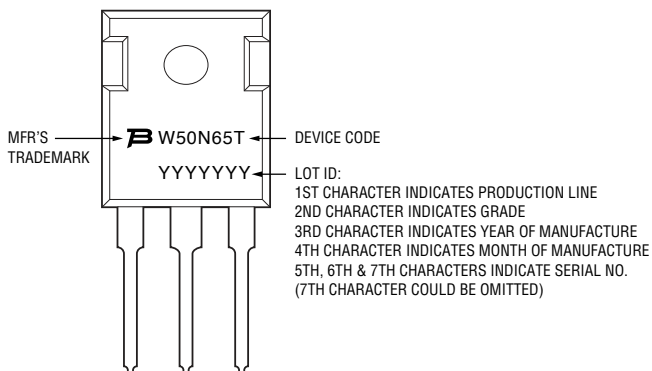 MFR'S
TRADEMARK
W50N65T
DEVICE CODE
YYYYYYY
LOT ID:
1ST CHARACTER INDICATES PRODUCTION LINE
2ND CHARACTER INDICATES GRADE
3RD CHARACTER INDICATES YEAR OF MANUFACTURE
4TH CHARACTER INDICATES MONTH OF MANUFACTURE
5TH, 6TH & 7TH CHARACTERS INDICATE SERIAL NO.
(7TH CHARACTER COULD BE OMITTED)